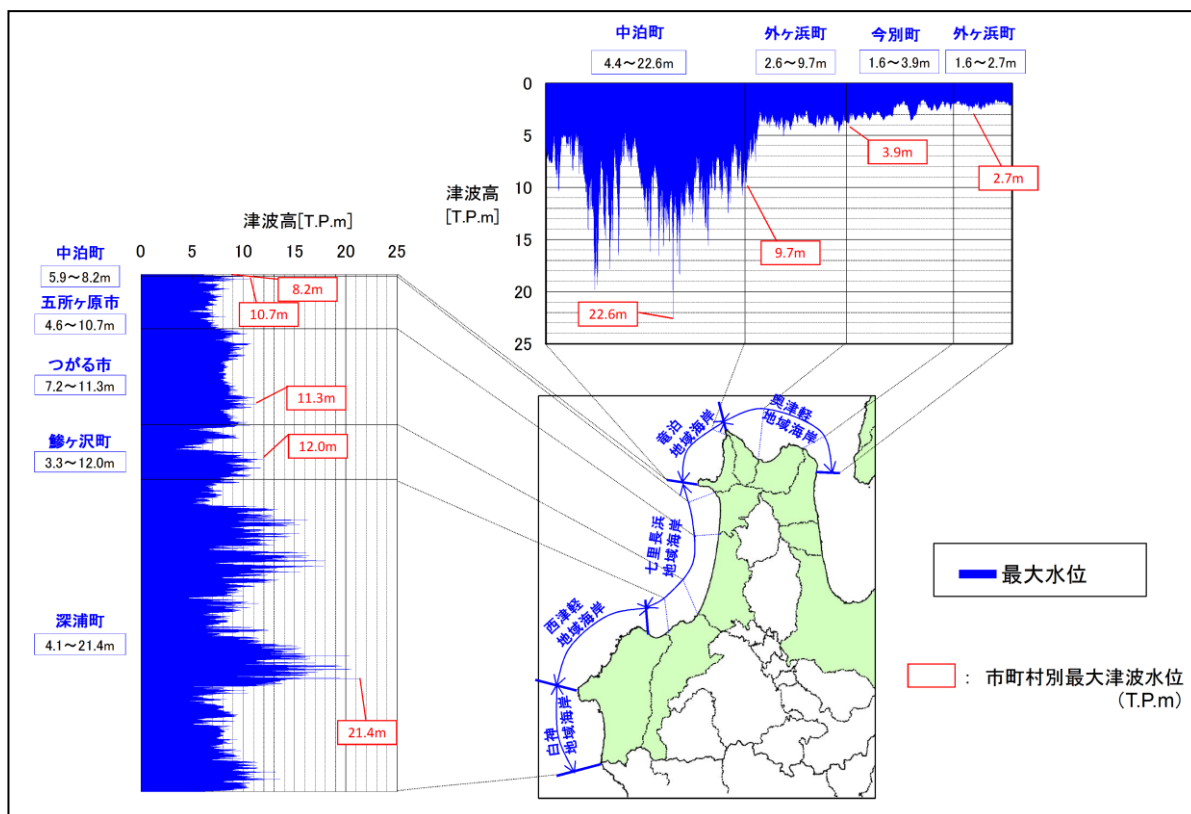 中泊町
4.4～22.6m
外ヶ浜町
2.6～9.7m
今別町
1.6～3.9m
外ヶ浜町
1.6～2.7m
津波高
[T.P.m]
0
5
10
15
20
25
3.9m
2.7m
9.7m
22.6m
津波高[T.P.m]
0 5 10 15 20 25
中泊町
5.9～8.2m
五所ヶ原市
4.6～10.7m
つがる市
7.2～11.3m
鰺ヶ沢町
3.3～12.0m
深浦町
4.1～21.4m
8.2m
10.7m
11.3m
12.0m
21.4m
竜泊
地域海岸
奥津軽
地域海岸
七里長浜
地域海岸
西津軽
地域海岸
白神
地域海岸
最大水位
： 市町村別最大津波水位
（T.P.m）